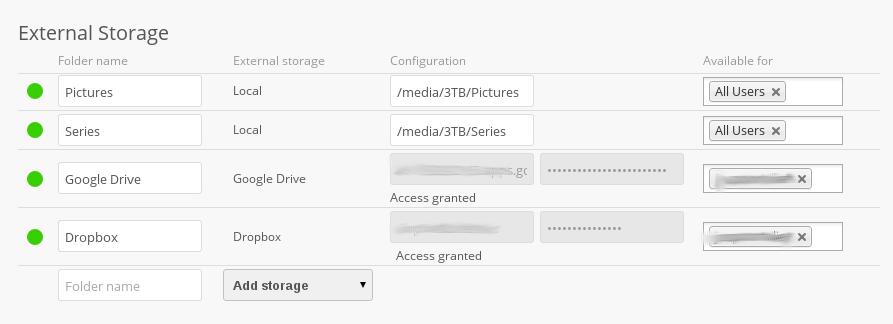 External Storage
Folder name External storage Configuration Available for
Pictures Local /media/3TB/Pictures All Users ×
Series Local /media/3TB/Series All Users ×
Google Drive Google Drive ×
Access granted
Dropbox Dropbox ×
Access granted
Folder name Add storage